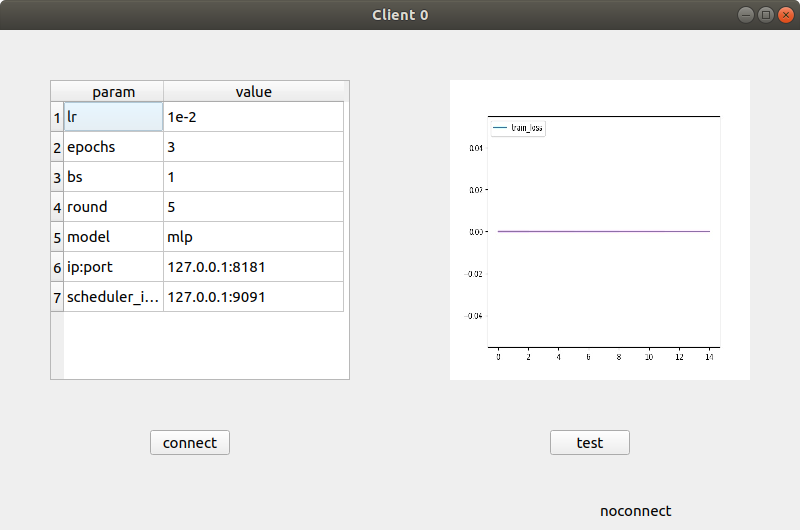 Client 0
param value
1 lr 1e-2
2 epochs 3
3 bs 1
4 round 5
5 model mlp
6 ip:port 127.0.0.1:8181
7 scheduler_i... 127.0.0.1:9091
train_loss
0.04
0.02
0.00
−0.02
−0.04
0 2 4 6 8 10 12 14
connect
test
noconnect